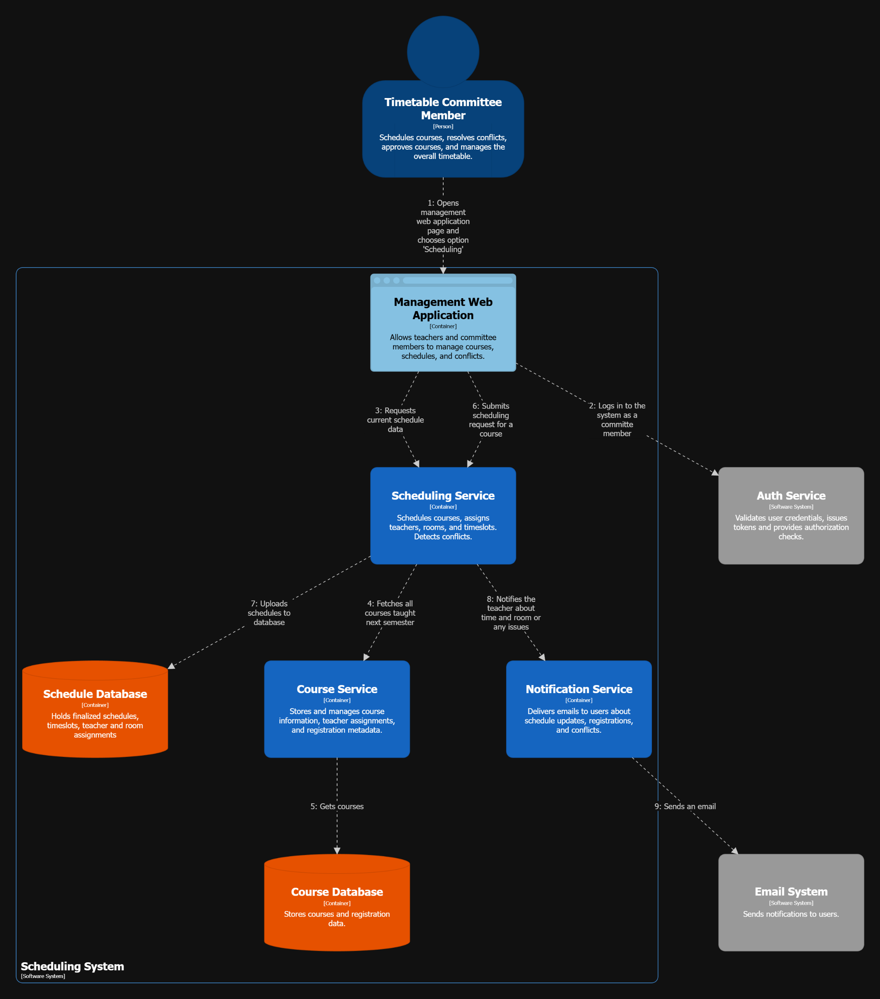 Timetable Committee
Member
[Person]
Schedules courses, resolves conflicts,
approves courses, and manages the
overall timetable.
1: Opens
management
web application
page and
chooses option
'Scheduling'
Management Web
Application
[Container]
Allows teachers and committee
members to manage courses,
schedules, and conflicts.
3: Requests
current schedule
data
6: Submits
scheduling
request for a
course
2: Logs in to the
system as a
committe
member
Scheduling Service
[Container]
Schedules courses, assigns
teachers, rooms, and timeslots.
Detects conflicts.
Auth Service
[Software System]
Validates user credentials, issues
tokens and provides authorization
checks.
7: Uploads
schedules to
database
4: Fetches all
courses taught
next semester
8: Notifies the
teacher about
time and room or
any issues
Schedule Database
[Container]
Holds finalized schedules,
timeslots, teacher and room
assignments
Course Service
[Container]
Stores and manages course
information, teacher assignments,
and registration metadata.
Notification Service
[Container]
Delivers emails to users about
schedule updates, registrations,
and conflicts.
5: Gets courses
9: Sends an email
Course Database
[Container]
Stores courses and registration
data.
Email System
[Software System]
Sends notifications to users.
Scheduling System
[Software System]